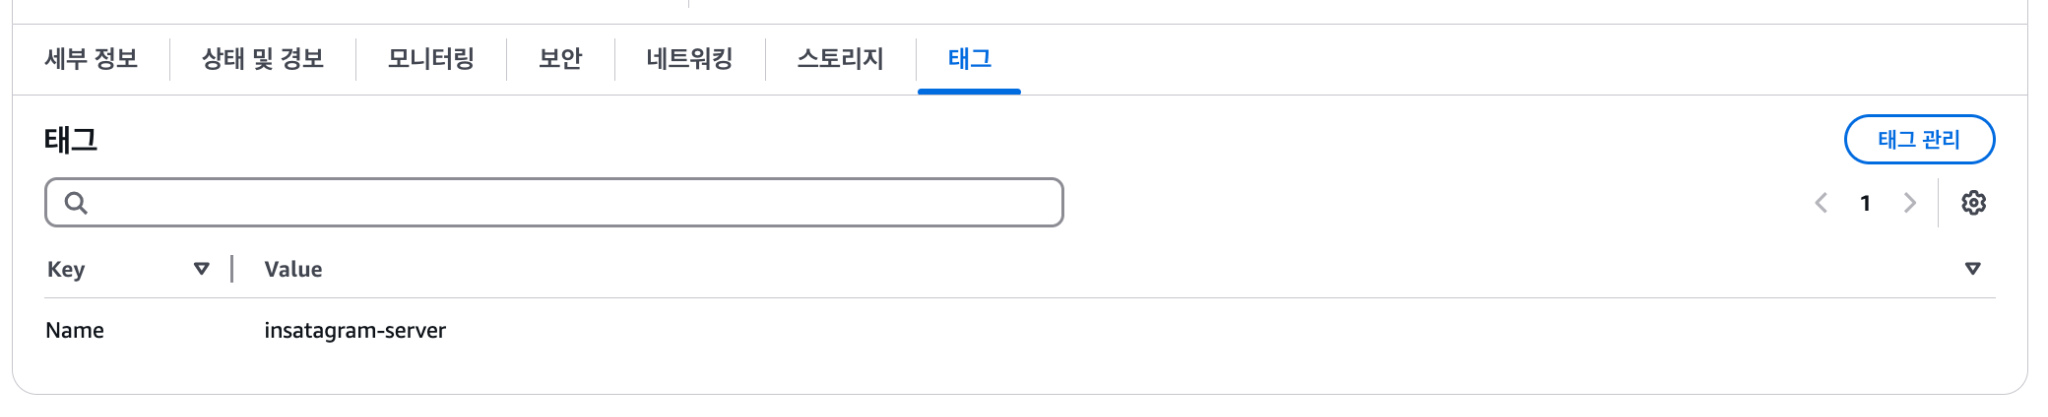 세부 정보 상태 및 경보 모니터링 보안 네트워킹 스토리지 태그
태그 태그 관리
1
Key Value
Name insatagram-server